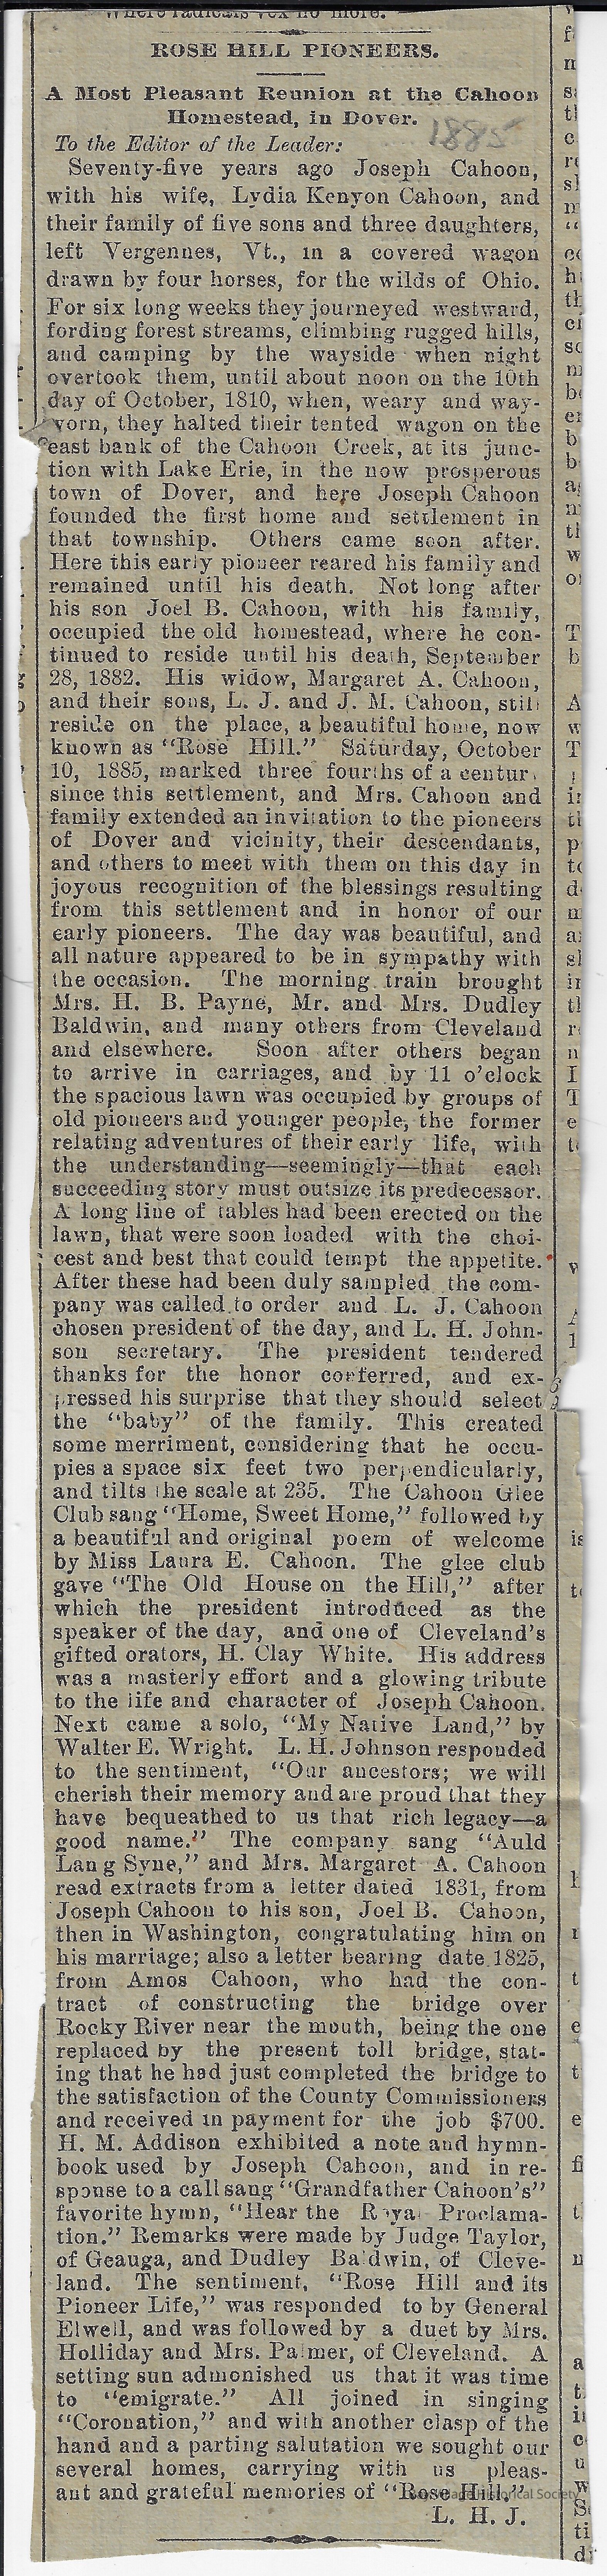 Where radicals vex no more.
ROSE HILL PIONEERS.
A Most Pleasant Reunion at the Cahoon
Homestead, in Dover.
1885
To the Editor of the Leader:
Seventy-five years ago Joseph Cahoon,
with his wife, Lydia Kenyon Cahoon, and
their family of five sons and three daughters,
left Vergennes, Vt., in a covered wagon
drawn by four horses, for the wilds of Ohio.
For six long weeks they journeyed westward,
fording forest streams, climbing rugged hills,
and camping by the wayside when night
overtook them, until about noon on the 10th
day of October, 1810, when, weary and way-
worn, they halted their tented wagon on the
east bank of the Cahoon Creek, at its junc-
tion with Lake Erie, in the now prosperous
town of Dover, and here Joseph Cahoon
founded the first home and settlement in
that township. Others came soon after.
Here this early pioneer reared his family and
remained until his death. Not long after
his son Joel B. Cahoon, with his family,
occupied the old homestead, where he con-
tinued to reside until his death, September
28, 1882. His widow, Margaret A. Cahoon,
and their sons, L. J. and J. M. Cahoon, still
reside on the place, a beautiful home, now
known as "Rose Hill." Saturday, October
10, 1885, marked three fourths of a centur
since this settlement, and Mrs. Cahoon and
family extended an invitation to the pioneers
of Dover and vicinity, their descendants,
and others to meet with them on this day in
joyous recognition of the blessings resulting
from this settlement and in honor of our
early pioneers. The day was beautiful, and
all nature appeared to be in sympathy with
the occasion. The morning train brought
Mrs. H. B. Payne, Mr. and Mrs. Dudley
Baldwin, and many others from Cleveland
and elsewhere. Soon after others began
to arrive in carriages, and by 11 o'clock
the spacious lawn was occupied by groups of
old pioneers and younger people, the former
relating adventures of their early life, with
the understanding—seemingly—that each
succeeding story must outsize its predecessor.
A long line of tables had been erected on the
lawn, that were soon loaded with the choi-
cest and best that could tempt the appetite.
After these had been duly sampled the com-
pany was called to order and L. J. Cahoon
chosen president of the day, and L. H. John-
son secretary. The president tendered
thanks for the honor conferred, and ex-
pressed his surprise that they should select
the "baby" of the family. This created
some merriment, considering that he occu-
pies a space six feet two perpendicularly,
and tilts the scale at 235. The Cahoon Glee
Club sang "Home, Sweet Home," followed by
a beautiful and original poem of welcome
by Miss Laura E. Cahoon. The glee club
gave "The Old House on the Hill," after
which the president introduced as the
speaker of the day, and one of Cleveland's
gifted orators, H. Clay White. His address
was a masterly effort and a glowing tribute
to the life and character of Joseph Cahoon.
Next came a solo, "My Native Land," by
Walter E. Wright. L. H. Johnson responded
to the sentiment, "Our ancestors; we will
cherish their memory and are proud that they
have bequeathed to us that rich legacy—a
good name." The company sang "Auld
Lang Syne," and Mrs. Margaret A. Cahoon
read extracts from a letter dated 1831, from
Joseph Cahoon to his son, Joel B. Cahoon,
then in Washington, congratulating him on
his marriage; also a letter bearing date 1825,
from Amos Cahoon, who had the con-
tract of constructing the bridge over
Rocky River near the mouth, being the one
replaced by the present toll bridge, stat-
ing that he had just completed the bridge to
the satisfaction of the County Commissioners
and received in payment for the job $700.
H. M. Addison exhibited a note and hymn-
book used by Joseph Cahoon, and in re-
sponse to a call sang "Grandfather Cahoon's"
favorite hymn, "Hear the Royal Proclama-
tion." Remarks were made by Judge Taylor,
of Geauga, and Dudley Baldwin, of Cleve-
land. The sentiment, "Rose Hill and its
Pioneer Life," was responded to by General
Elwell, and was followed by a duet by Mrs.
Holliday and Mrs. Palmer, of Cleveland. A
setting sun admonished us that it was time
to "emigrate." All joined in singing
"Coronation," and with another clasp of the
hand and a parting salutation we sought our
several homes, carrying with us pleas-
ant and grateful memories of "Rose Hill."
Historical Society
L. H. J.